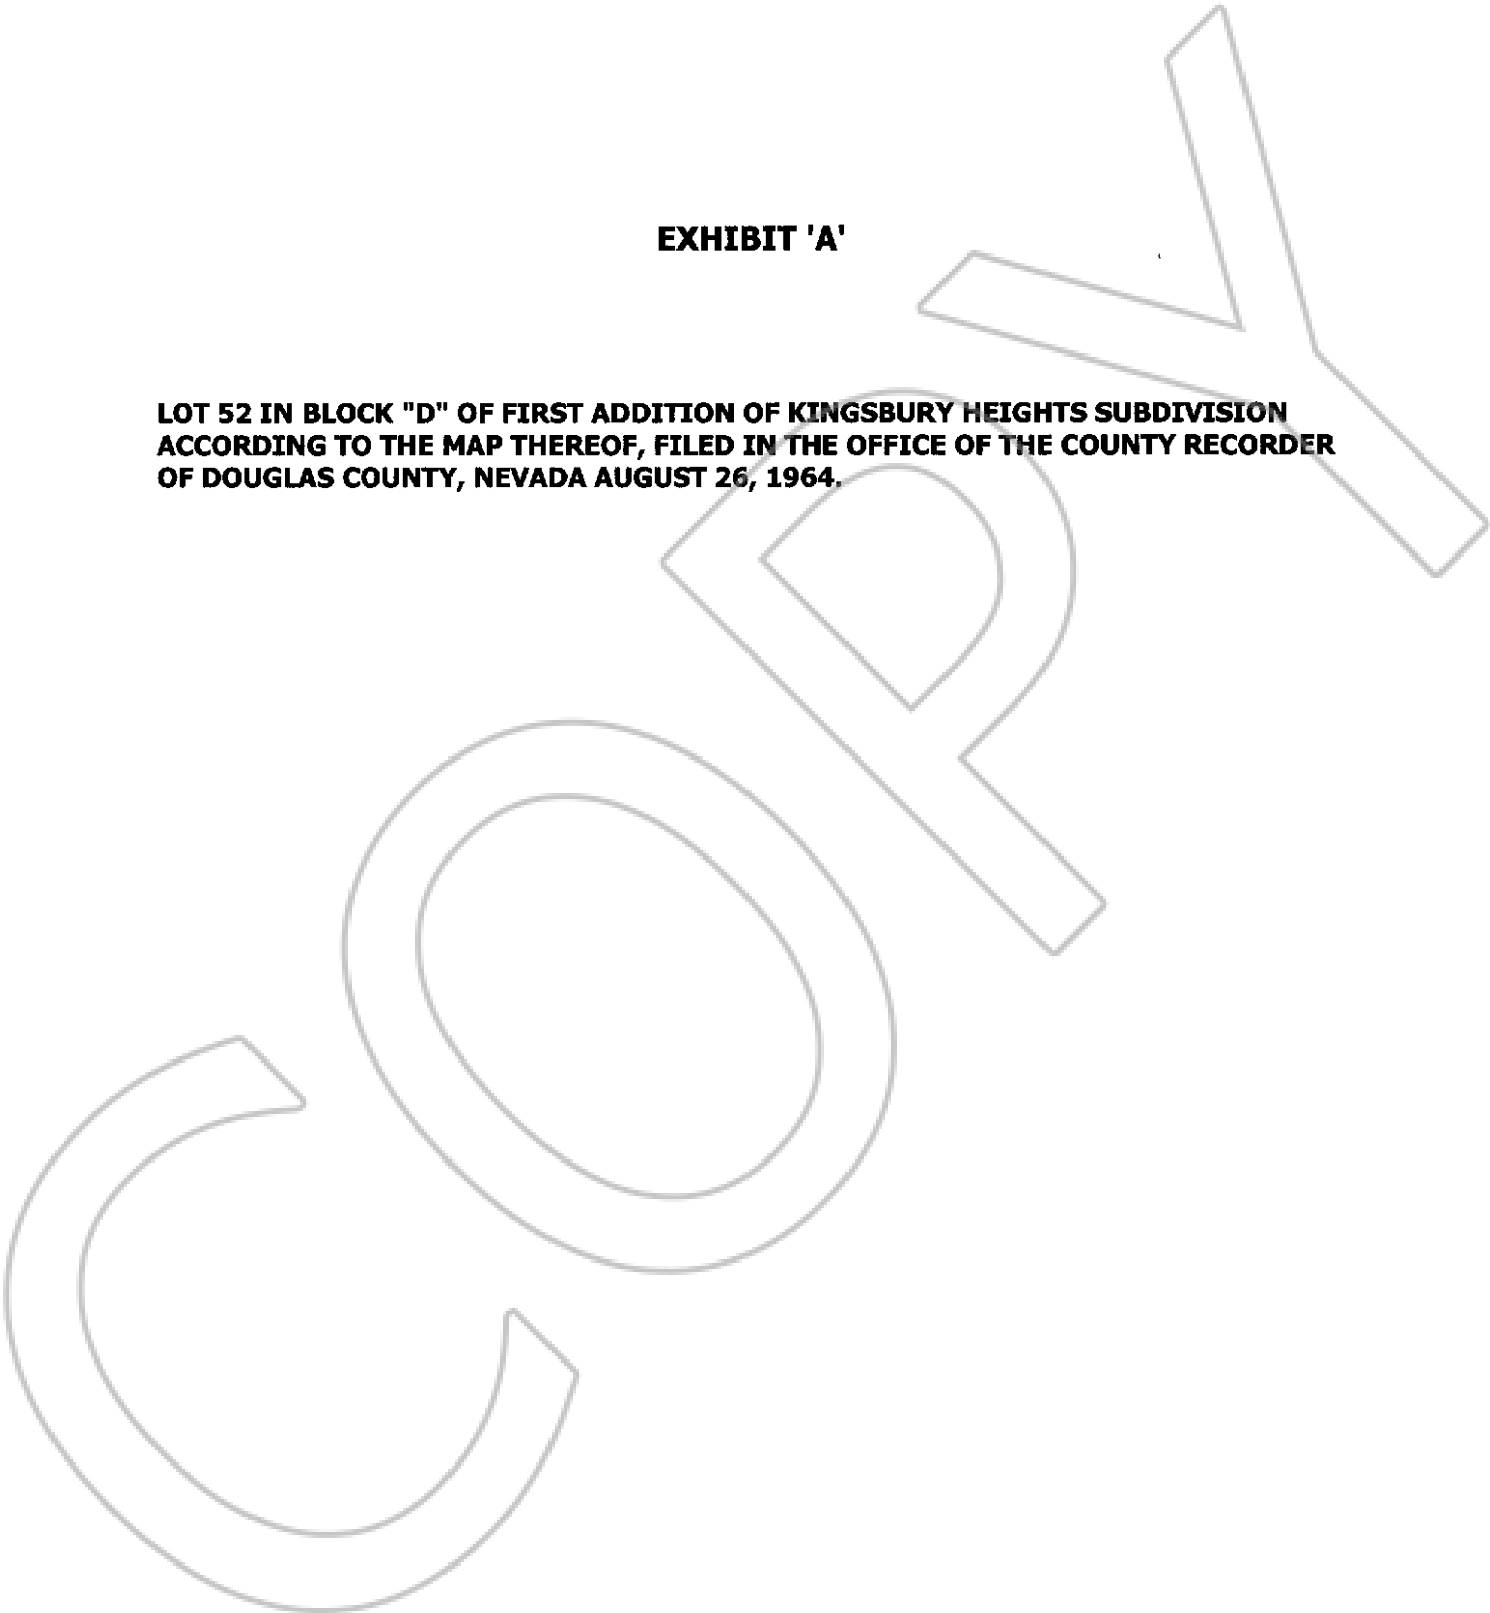 EXHIBIT 'A'
LOT 52 IN BLOCK "D" OF FIRST ADDITION OF KINGSBURY HEIGHTS SUBDIVISION
ACCORDING TO THE MAP THEREOF, FILED IN THE OFFICE OF THE COUNTY RECORDER
OF DOUGLAS COUNTY, NEVADA AUGUST 26, 1964.
COPY